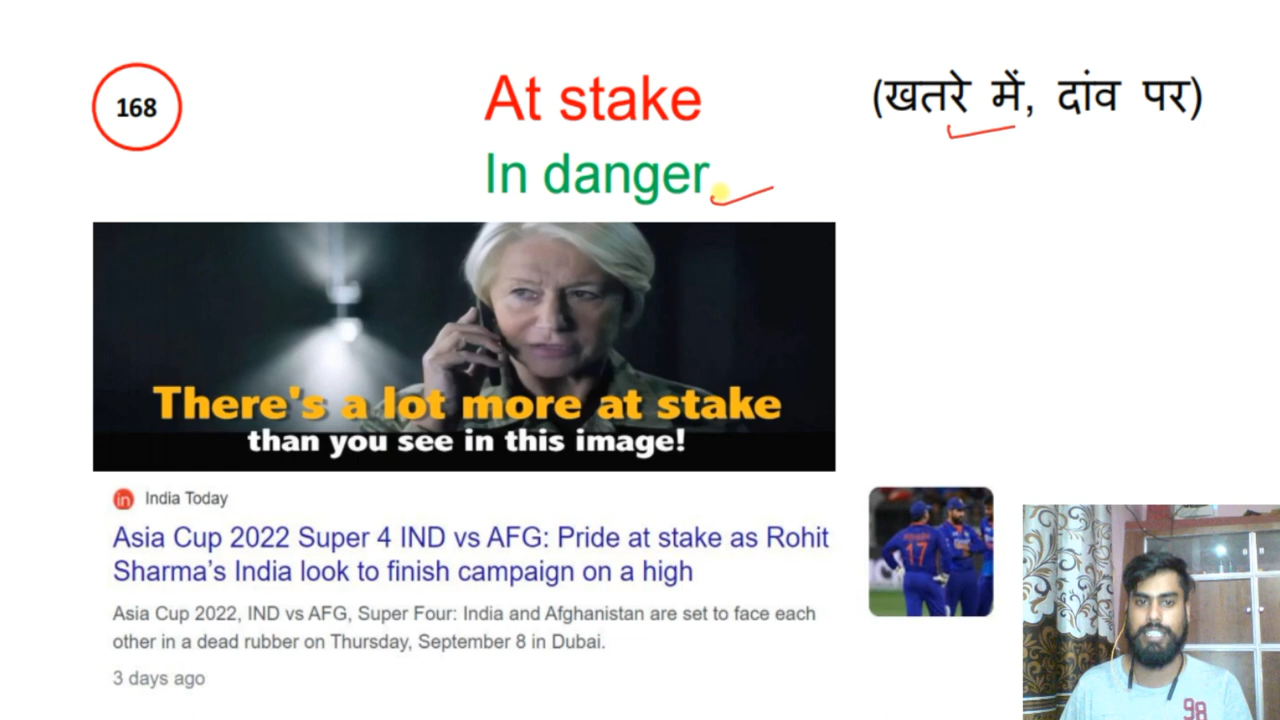 168
At stake
(खतरे में, दांव पर)
In danger
There's a lot more at stake
than you see in this image!
in India Today
Asia Cup 2022 Super 4 IND vs AFG: Pride at stake as Rohit
Sharma's India look to finish campaign on a high
Asia Cup 2022, IND vs AFG, Super Four: India and Afghanistan are set to face each
other in a dead rubber on Thursday, September 8 in Dubai.
3 days ago
17
98